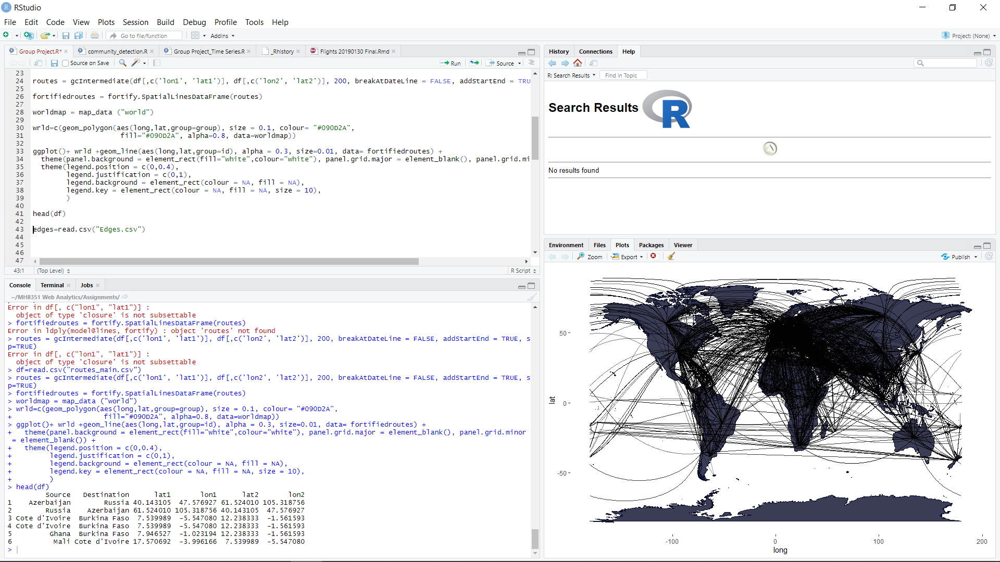 RStudio
File Edit Code View Plots Session Build Debug Profile Tools Help
Go to file/function Addins Project: (None)
Group Project.R* community_detection.R Group Project_Time Series.R _Rhistory Flights 20190130 Final.Rmd
Source on Save Run Source
23
24 routes = gcIntermediate(df[,c('lon1', 'lat1')], df[,c('lon2', 'lat2')], 200, breakAtDateLine = FALSE, addStartEnd = TRU
25
26 fortifiedroutes = fortify.SpatialLinesDataFrame(routes)
27
28 worldmap = map_data ("world")
29
30 wrld=c(geom_polygon(aes(long,lat,group=group), size = 0.1, colour= "#090D2A",
31 fill="#090D2A", alpha=0.8, data=worldmap))
32
33 ggplot()+ wrld +geom_line(aes(long,lat,group=id), alpha = 0.3, size=0.01, data= fortifiedroutes) +
34 theme(panel.background = element_rect(fill="white",colour="white"), panel.grid.major = element_blank(), panel.grid.mi
35 theme(legend.position = c(0,0.4),
36 legend.justification = c(0,1),
37 legend.background = element_rect(colour = NA, fill = NA),
38 legend.key = element_rect(colour = NA, fill = NA, size = 10),
39 )
40
41 head(df)
42
43 edges=read.csv("Edges.csv")
44
45
46
47
43:1 (Top Level) R Script
Console Terminal Jobs
~/MH8351 Web Analytics/Assignments/
Error in df[, c("lon1", "lat1")] :
object of type 'closure' is not subsettable
> fortifiedroutes = fortify.SpatialLinesDataFrame(routes)
Error in ldply(model@lines, fortify) : object 'routes' not found
> routes = gcIntermediate(df[,c('lon1', 'lat1')], df[,c('lon2', 'lat2')], 200, breakAtDateLine = FALSE, addStartEnd = TRUE, s
p=TRUE)
Error in df[, c("lon1", "lat1")] :
object of type 'closure' is not subsettable
> df=read.csv("routes_main.csv")
> routes = gcIntermediate(df[,c('lon1', 'lat1')], df[,c('lon2', 'lat2')], 200, breakAtDateLine = FALSE, addStartEnd = TRUE, s
p=TRUE)
> fortifiedroutes = fortify.SpatialLinesDataFrame(routes)
> worldmap = map_data ("world")
> wrld=c(geom_polygon(aes(long,lat,group=group), size = 0.1, colour= "#090D2A",
+ fill="#090D2A", alpha=0.8, data=worldmap))
> ggplot()+ wrld +geom_line(aes(long,lat,group=id), alpha = 0.3, size=0.01, data= fortifiedroutes) +
+ theme(panel.background = element_rect(fill="white",colour="white"), panel.grid.major = element_blank(), panel.grid.minor
= element_blank()) +
+ theme(legend.position = c(0,0.4),
+ legend.justification = c(0,1),
+ legend.background = element_rect(colour = NA, fill = NA),
+ legend.key = element_rect(colour = NA, fill = NA, size = 10),
+ )
> head(df)
Source Destination lat1 lon1 lat2 lon2
1 Azerbaijan Russia 40.143105 47.576927 61.524010 105.318756
2 Russia Azerbaijan 61.524010 105.318756 40.143105 47.576927
3 Cote d'Ivoire Burkina Faso 7.539989 -5.547080 12.238333 -1.561593
4 Cote d'Ivoire Burkina Faso 7.539989 -5.547080 12.238333 -1.561593
5 Ghana Burkina Faso 7.946527 -1.023194 12.238333 -1.561593
6 Mali Cote d'Ivoire 17.570692 -3.996166 7.539989 -5.547080
>
History Connections Help
R: Search Results Find in Topic
Search Results R
No results found
Environment Files Plots Packages Viewer
Zoom Export Publish
lat
50
0
-50
-100 0 100 200
long